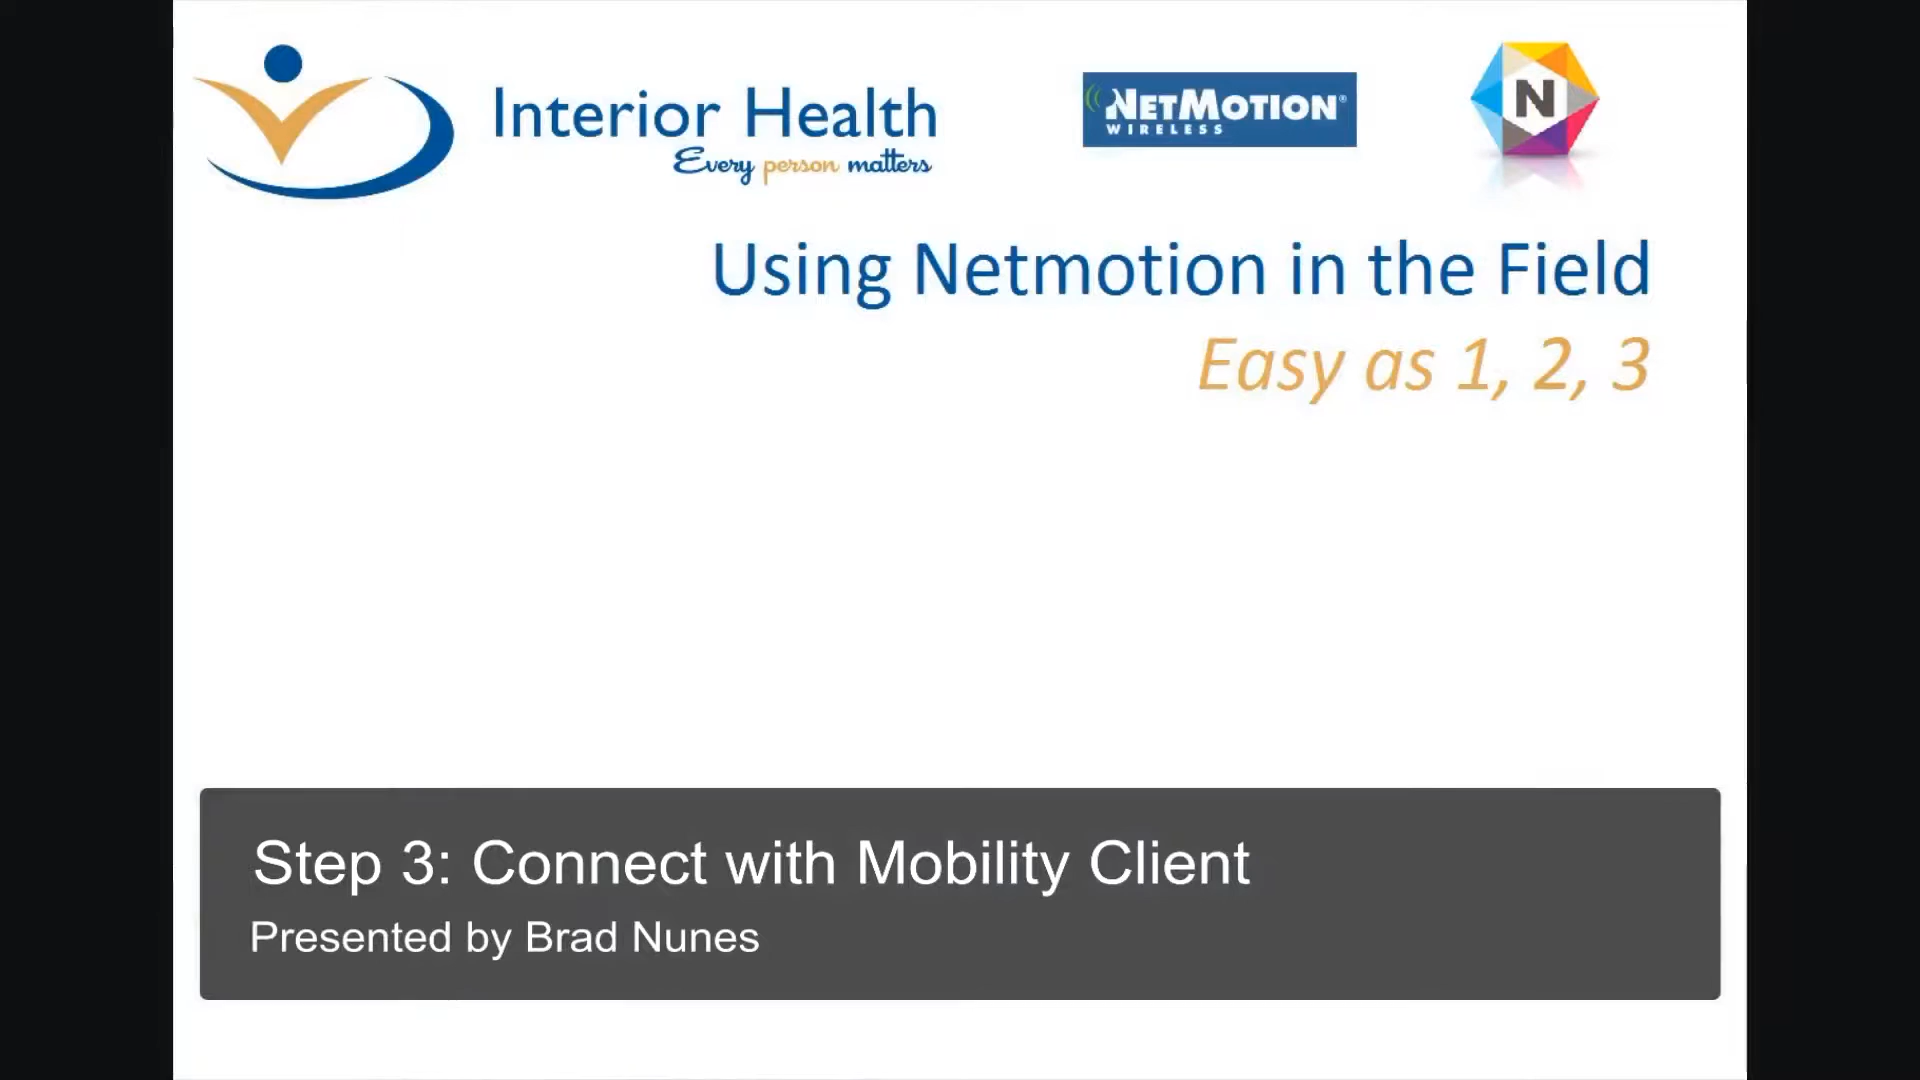 Interior Health
Every person matters
NETMOTION®
WIRELESS
N
Using Netmotion in the Field
Easy as 1, 2, 3
Step 3: Connect with Mobility Client
Presented by Brad Nunes